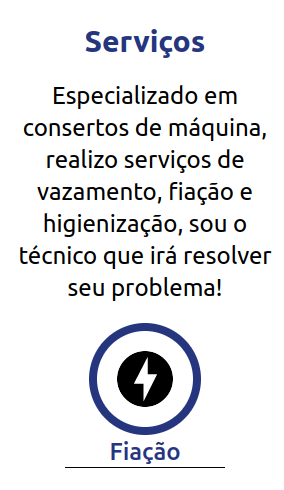 Serviços
Especializado em
consertos de máquina,
realizo serviços de
vazamento, fiação e
higienização, sou o
técnico que irá resolver
seu problema!
Fiação